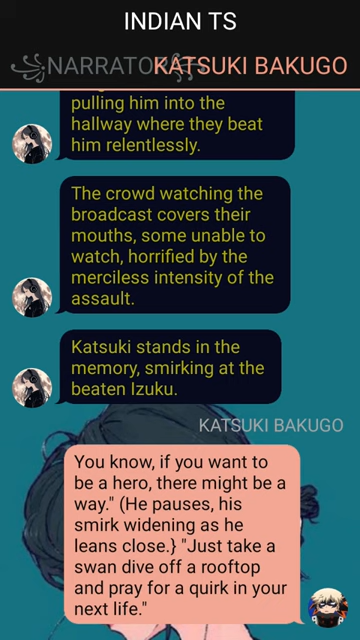 INDIAN TS
NARRATOR KATSUKI BAKUGO
pulling him into the
hallway where they beat
him relentlessly.
The crowd watching the
broadcast covers their
mouths, some unable to
watch, horrified by the
merciless intensity of the
assault.
Katsuki stands in the
memory, smirking at the
beaten Izuku.
KATSUKI BAKUGO
You know, if you want to
be a hero, there might be a
way." (He pauses, his
smirk widening as he
leans close.} "Just take a
swan dive off a rooftop
and pray for a quirk in your
next life."